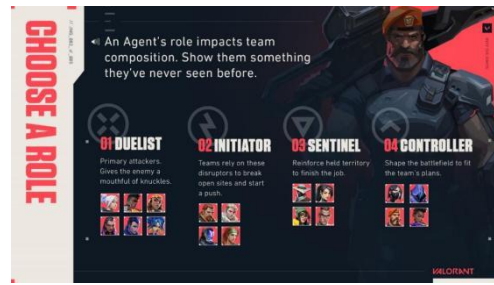 CHOOSE A ROLE
An Agent's role impacts team
composition. Show them something
they've never seen before.
01 DUELIST
Primary attackers.
Gives the enemy a
mouthful of knuckles.
02 INITIATOR
Teams rely on these
disruptors to break
open sites and start
a push.
03 SENTINEL
Reinforce held territory
to finish the job.
04 CONTROLLER
Shape the battlefield to fit
the team's plans.
VALORANT